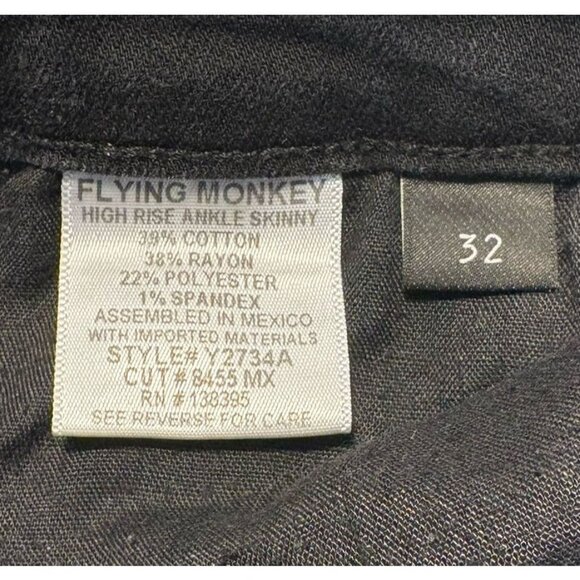 FLYING MONKEY
HIGH RISE ANKLE SKINNY
39% COTTON
38% RAYON
22% POLYESTER
1% SPANDEX
ASSEMBLED IN MEXICO
WITH IMPORTED MATERIALS
STYLE# Y2734A
CUT # 8455 MX
RN # 138395
SEE REVERSE FOR CARE
32